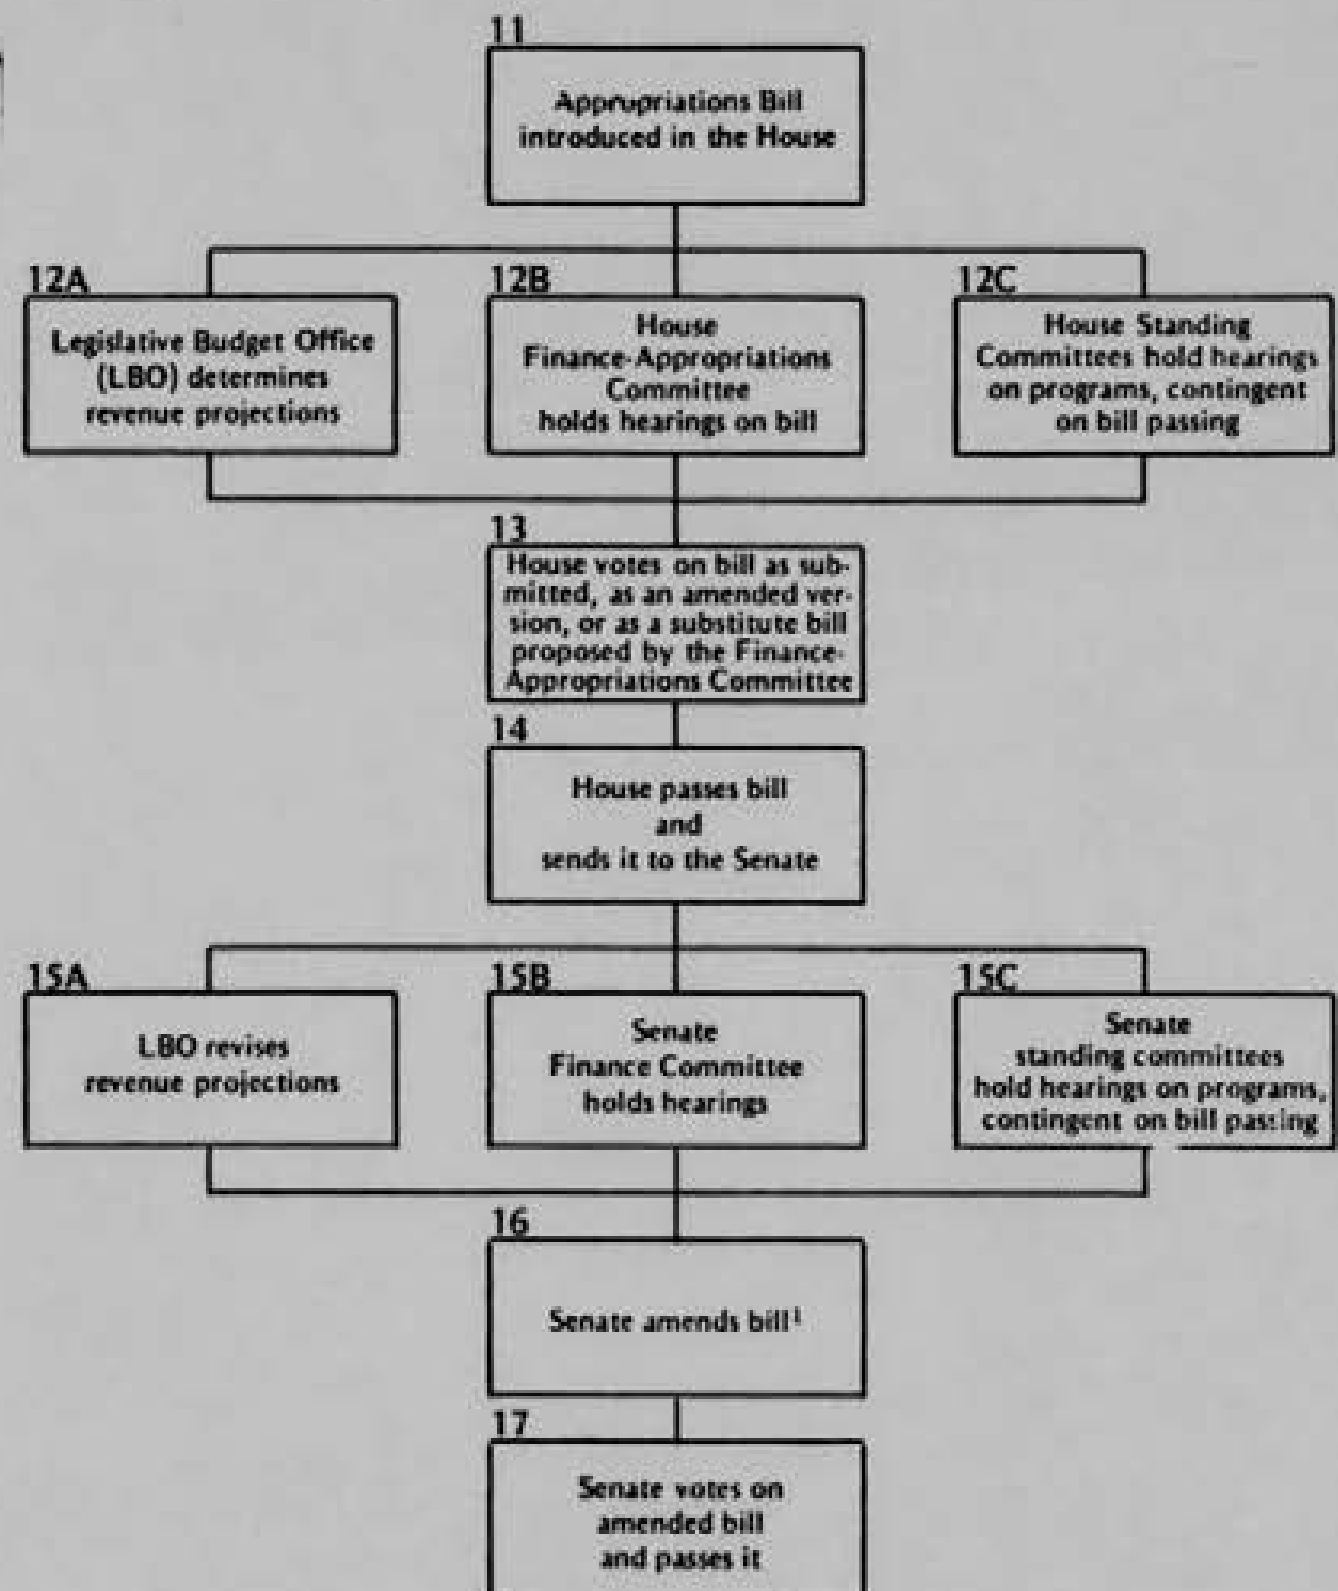 11
Appropriations Bill
introduced in the House
12A
Legislative Budget Office
(LBO) determines
revenue projections
12B
House
Finance-Appropriations
Committee
holds hearings on bill
12C
House Standing
Committees hold hearings
on programs, contingent
on bill passing
13
House votes on bill as sub-
mitted, as an amended ver-
sion, or as a substitute bill
proposed by the Finance-
Appropriations Committee
14
House passes bill
and
sends it to the Senate
15A
LBO revises
revenue projections
15B
Senate
Finance Committee
holds hearings
15C
Senate
standing committees
hold hearings on programs,
contingent on bill passing
16
Senate amends bill¹
17
Senate votes on
amended bill
and passes it